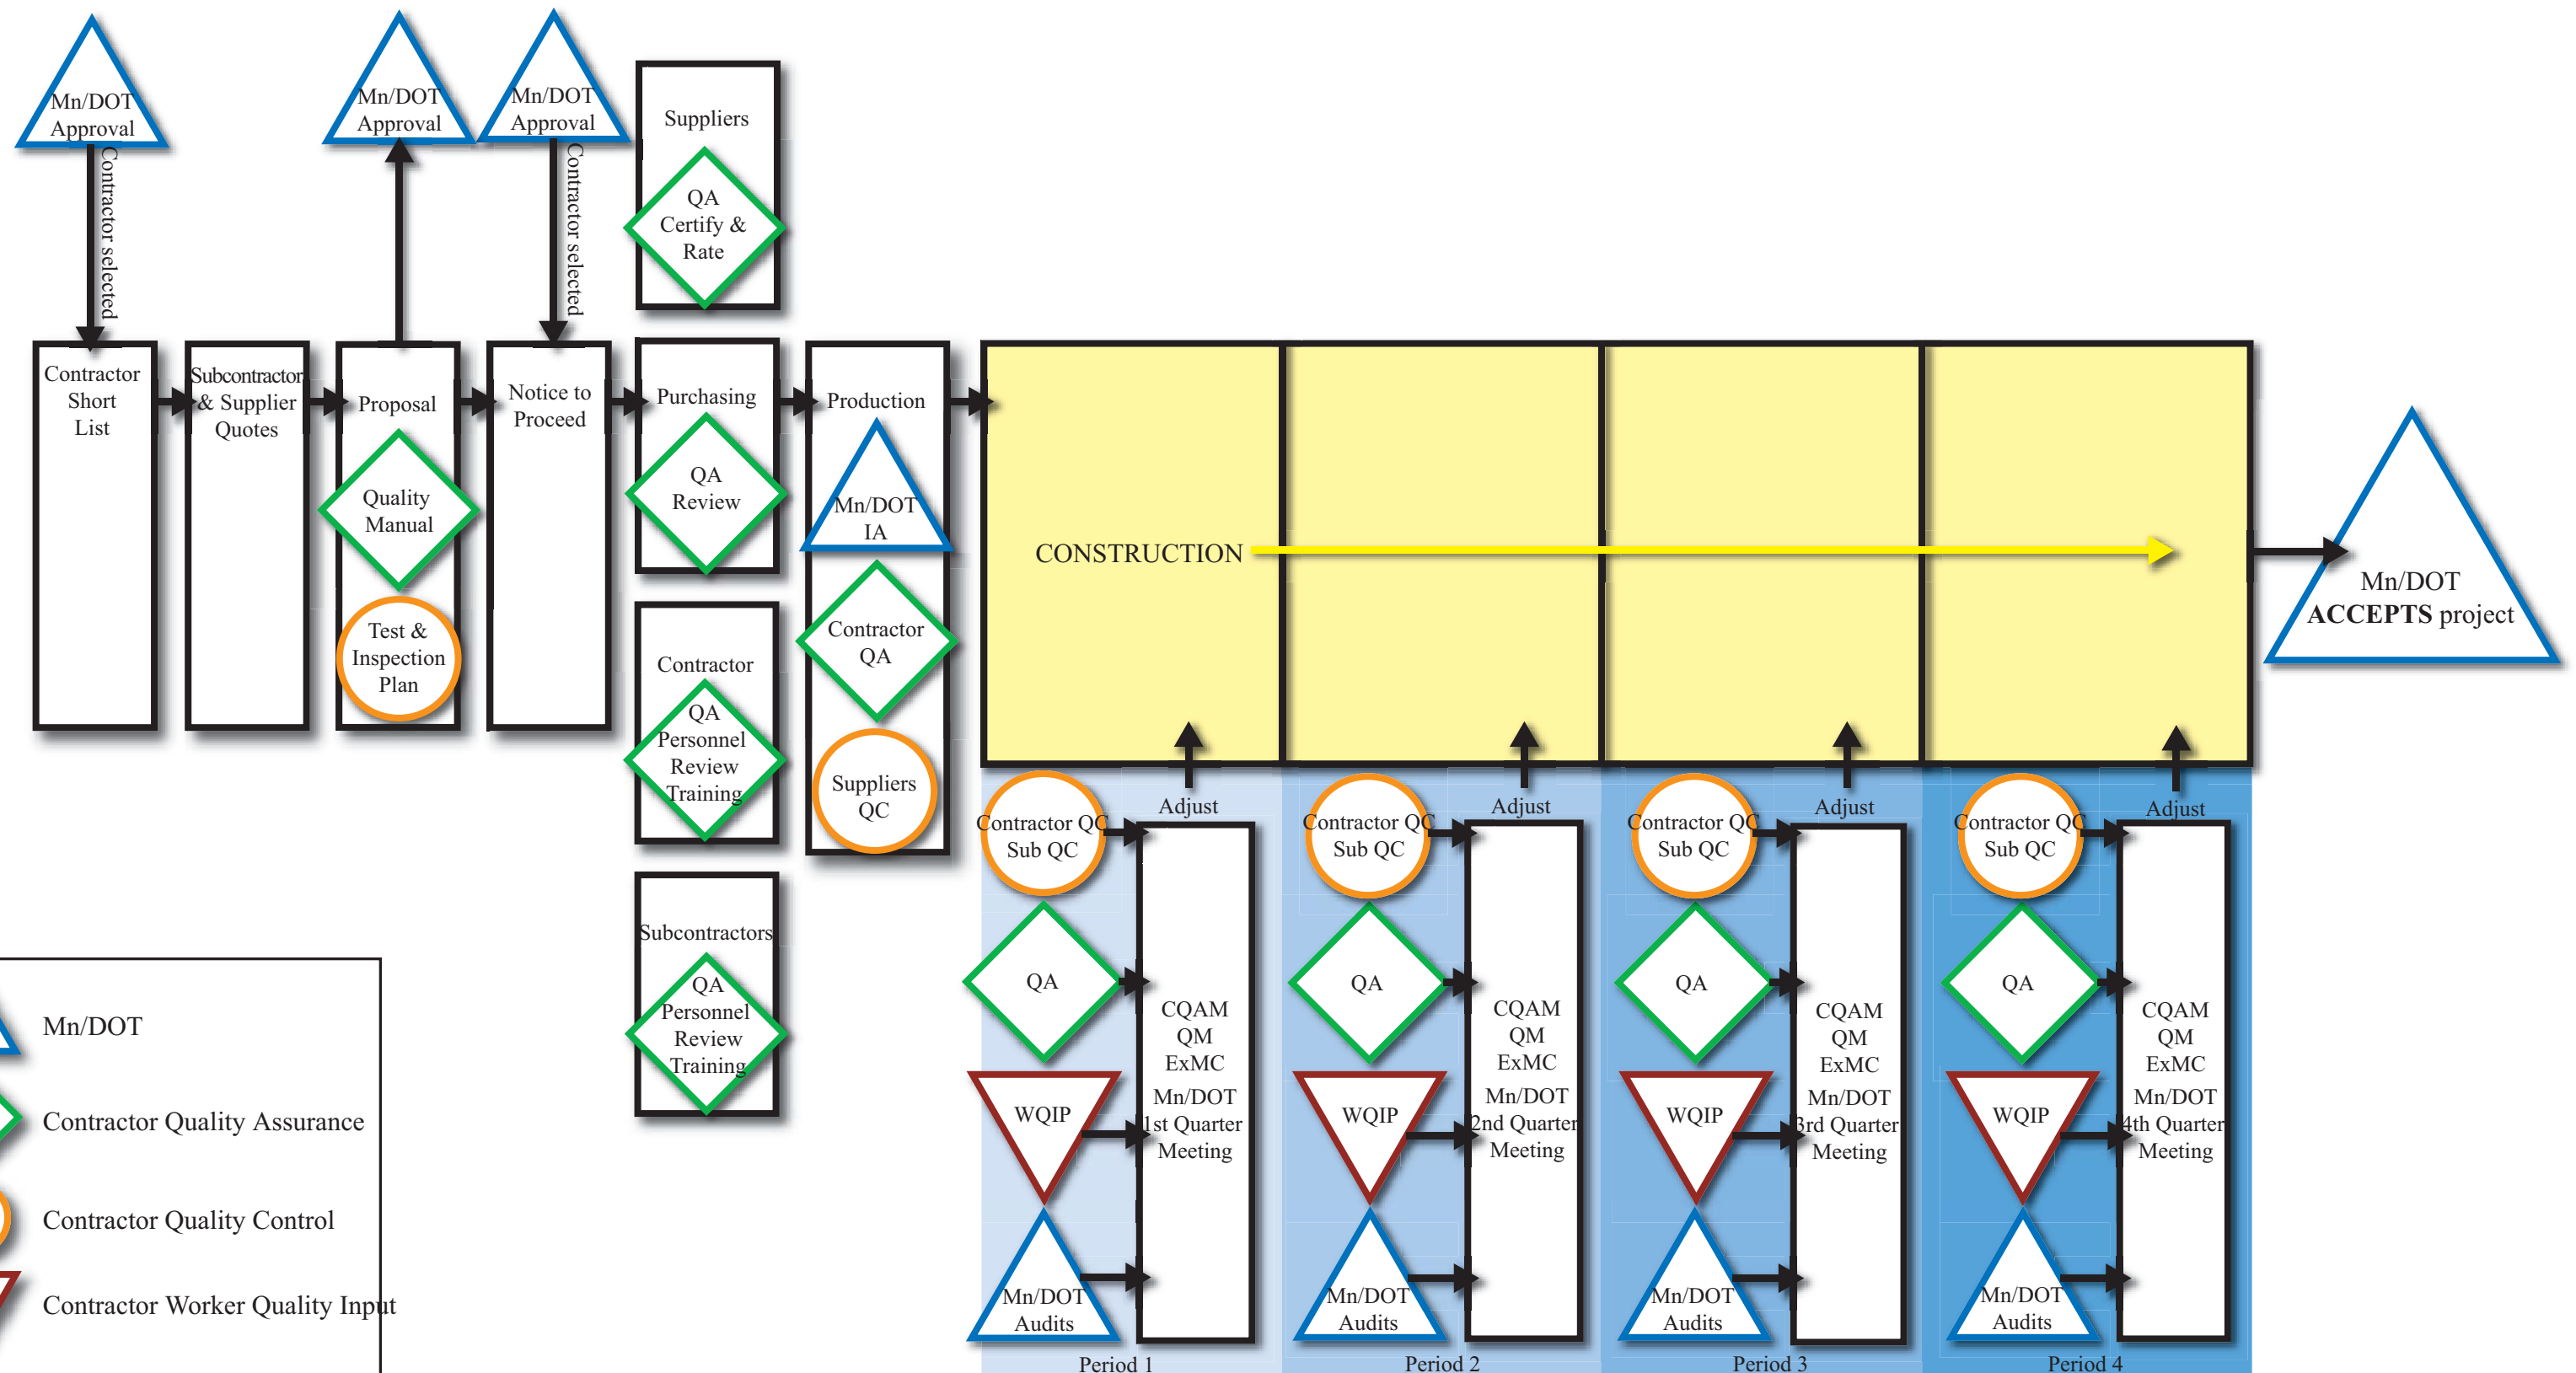 Mn/DOT
Approval
Contractor selected
Mn/DOT
Approval
Mn/DOT
Approval
Contractor selected
Suppliers
QA
Certify &
Rate
Contractor
Short
List
Subcontractor
& Supplier
Quotes
Proposal
Quality
Manual
Test &
Inspection
Plan
Notice to
Proceed
Purchasing
QA
Review
Contractor
QA
Personnel
Review
Training
Subcontractors
QA
Personnel
Review
Training
Production
Mn/DOT
IA
Contractor
QA
Suppliers
QC
CONSTRUCTION
Mn/DOT
ACCEPTS project
Adjust
Contractor QC
Sub QC
QA
WQIP
Mn/DOT
Audits
CQAM
QM
ExMC
Mn/DOT
1st Quarter
Meeting
Period 1
Adjust
Contractor QC
Sub QC
QA
WQIP
Mn/DOT
Audits
CQAM
QM
ExMC
Mn/DOT
2nd Quarter
Meeting
Period 2
Adjust
Contractor QC
Sub QC
QA
WQIP
Mn/DOT
Audits
CQAM
QM
ExMC
Mn/DOT
3rd Quarter
Meeting
Period 3
Adjust
Contractor QC
Sub QC
QA
WQIP
Mn/DOT
Audits
CQAM
QM
ExMC
Mn/DOT
4th Quarter
Meeting
Period 4
Mn/DOT
Contractor Quality Assurance
Contractor Quality Control
Contractor Worker Quality Input